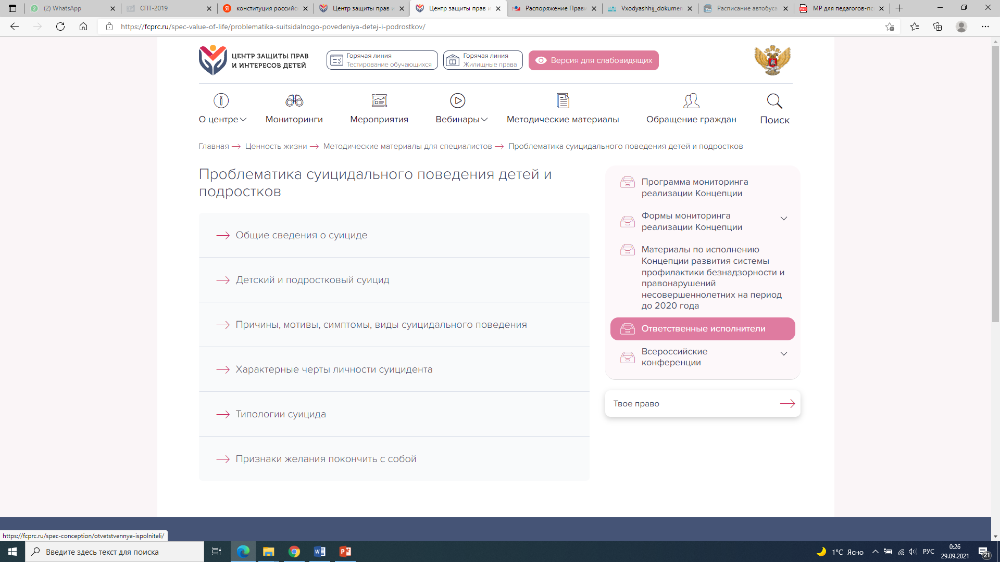 (2) WhatsApp
СПТ-2019
конституция российс
Центр защиты прав и
Центр защиты прав и
Распоряжение Прави
Vxodyashhij_dokumen
Расписание автобуса
МР для педагогов-пс
https://fcprc.ru/spec-value-of-life/problematika-suitsidalnogo-povedeniya-detej-i-podrostkov/
ЦЕНТР ЗАЩИТЫ ПРАВ
И ИНТЕРЕСОВ ДЕТЕЙ
Горячая линия
Тестирование обучающихся
Горячая линия
Жилищные права
Версия для слабовидящих
О центре
Мониторинги
Мероприятия
Вебинары
Методические материалы
Обращение граждан
Поиск
Главная → Ценность жизни → Методические материалы для специалистов → Проблематика суицидального поведения детей и подростков
Проблематика суицидального поведения детей и
подростков
Общие сведения о суициде
Детский и подростковый суицид
Причины, мотивы, симптомы, виды суицидального поведения
Характерные черты личности суицидента
Типологии суицида
Признаки желания покончить с собой
Программа мониторинга
реализации Концепции
Формы мониторинга
реализации Концепции
Материалы по исполнению
Концепции развития системы
профилактики безнадзорности и
правонарушений
несовершеннолетних на период
до 2020 года
Ответственные исполнители
Всероссийские
конференции
Твое право
https://fcprc.ru/spec-conception/otvetstvennye-ispolniteli/
Введите здесь текст для поиска
1°C Ясно
РУС
0:26
29.09.2021
21